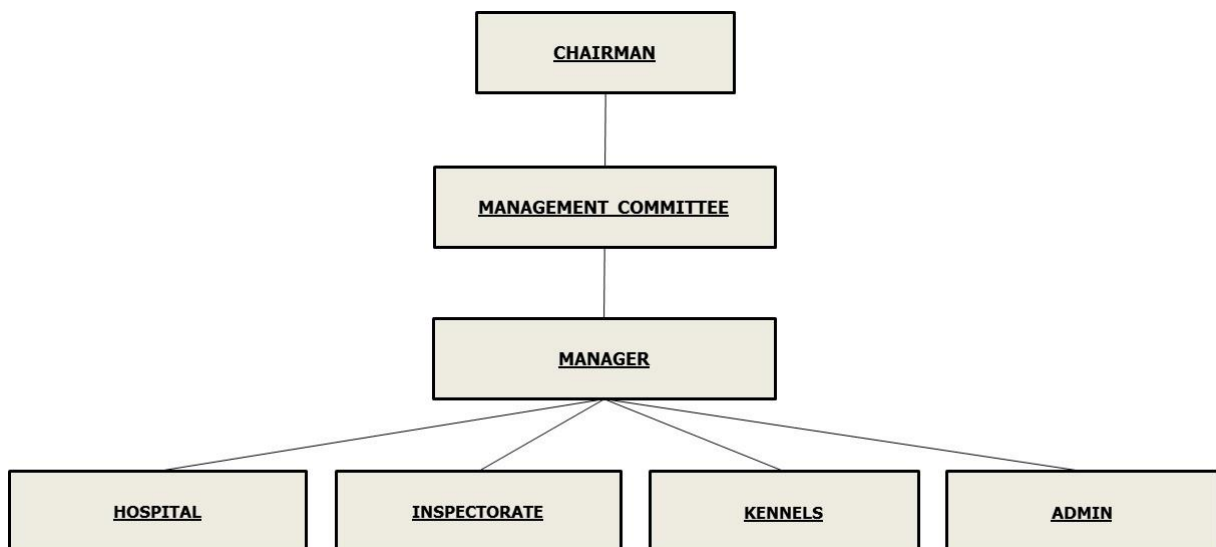 CHAIRMAN
MANAGEMENT COMMITTEE
MANAGER
HOSPITAL
INSPECTORATE
KENNELS
ADMIN